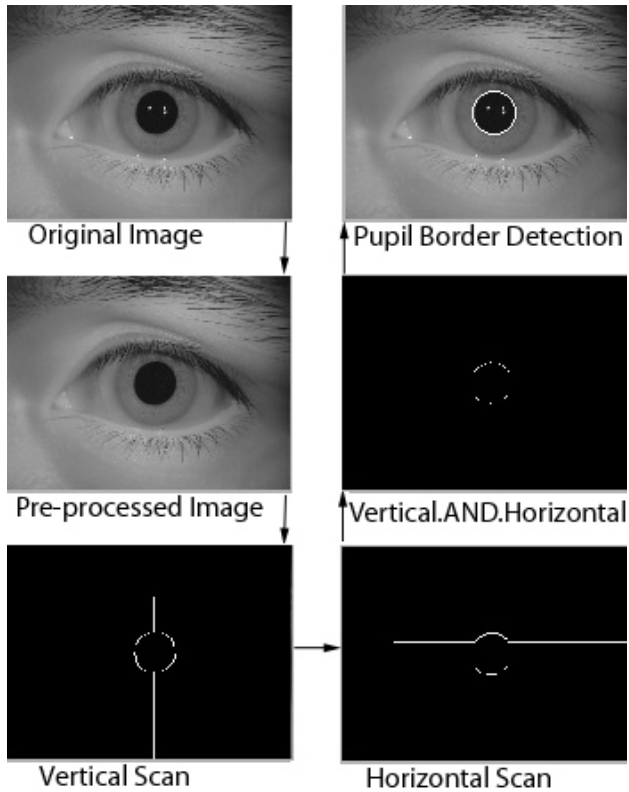 Original Image
Pupil Border Detection
Pre-processed Image
Vertical.AND.Horizontal
Vertical Scan
Horizontal Scan